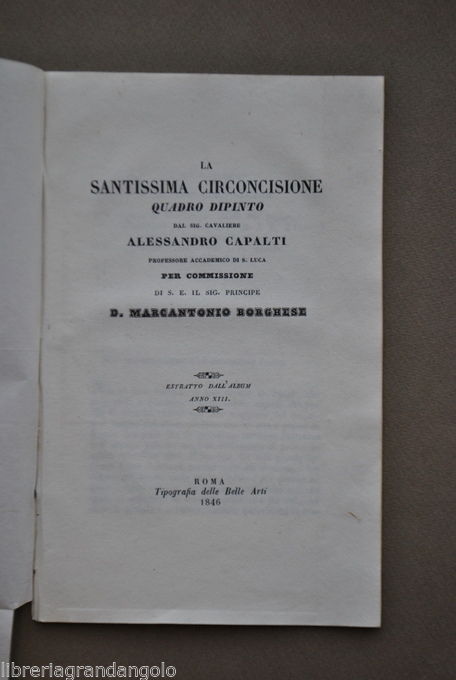 LA
SANTISSIMA CIRCONCISIONE
QUADRO DIPINTO
DAL SIG. CAVALIERE
ALESSANDRO CAPALTI
PROFESSORE ACCADEMICO DI S. LUCA
PER COMMISSIONE
DI S. E. IL SIG. PRINCIPE
D. MARCANTONIO BORGHESE
ESTRATTO DALL'ALBUM
ANNO XIII.
ROMA
Tipografia delle Belle Arti
1846
libreriagrandangolo